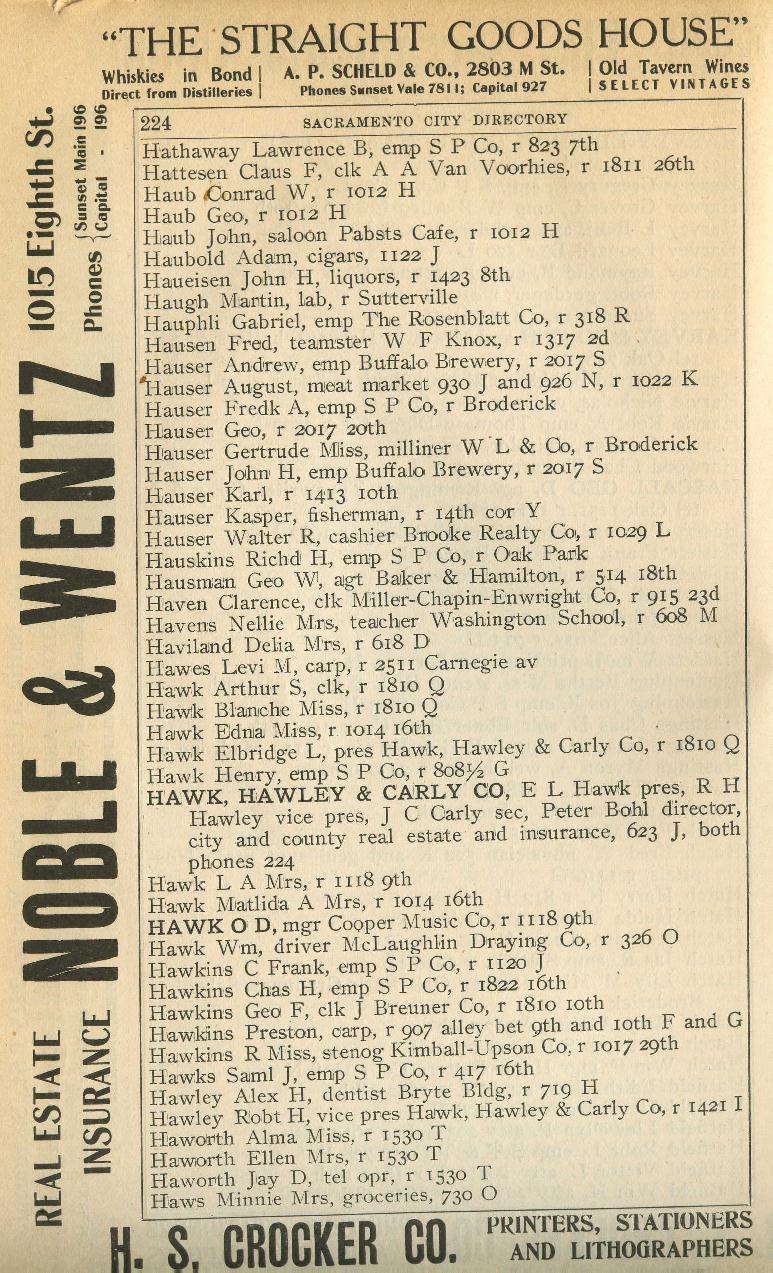 "THE STRAIGHT GOODS HOUSE"
Whiskies in Bond
Direct from Distilleries
A. P. SCHELD & CO., 2803 M St.
Phones Sunset Vale 7811; Capital 927
Old Tavern Wines
SELECT VINTAGES
1015 Eighth St.
Phones { Sunset Main 196
Capital - 196
NOBLE & WENTZ
REAL ESTATE
INSURANCE
224 SACRAMENTO CITY DIRECTORY
Hathaway Lawrence B, emp S P Co, r 823 7th
Hattesen Claus F, clk A A Van Voorhies, r 1811 26th
Haub Conrad W, r 1012 H
Haub Geo, r 1012 H
Haub John, saloon Pabsts Cafe, r 1012 H
Haubold Adam, cigars, 1122 J
Haueisen John H, liquors, r 1423 8th
Haugh Martin, lab, r Sutterville
Hauphli Gabriel, emp The Rosenblatt Co, r 318 R
Hausen Fred, teamster W F Knox, r 1317 2d
Hauser Andrew, emp Buffalo Brewery, r 2017 S
Hauser August, meat market 930 J and 926 N, r 1022 K
Hauser Fredk A, emp S P Co, r Broderick
Hauser Geo, r 2017 20th
Hauser Gertrude Miss, milliner W L & Co, r Broderick
Hauser John H, emp Buffalo Brewery, r 2017 S
Hauser Karl, r 1413 10th
Hauser Kasper, fisherman, r 14th cor Y
Hauser Walter R, cashier Brooke Realty Co, r 1029 L
Hauskins Richd H, emp S P Co, r Oak Park
Hausman Geo W, agt Baker & Hamilton, r 514 18th
Haven Clarence, clk Miller-Chapin-Enwright Co, r 915 23d
Havens Nellie Mrs, teacher Washington School, r 608 M
Haviland Delia Mrs, r 618 D
Hawes Levi M, carp, r 2511 Carnegie av
Hawk Arthur S, clk, r 1810 Q
Hawk Blanche Miss, r 1810 Q
Hawk Edna Miss, r 1014 16th
Hawk Elbridge L, pres Hawk, Hawley & Carly Co, r 1810 Q
Hawk Henry, emp S P Co, r 808½ G
HAWK, HAWLEY & CARLY CO, E L Hawk pres, R H
Hawley vice pres, J C Carly sec, Peter Bohl director,
city and county real estate and insurance, 623 J, both
phones 224
Hawk L A Mrs, r 1118 9th
Hawk Matlida A Mrs, r 1014 16th
HAWK O D, mgr Cooper Music Co, r 1118 9th
Hawk Wm, driver McLaughlin Draying Co, r 326 O
Hawkins C Frank, emp S P Co, r 1120 J
Hawkins Chas H, emp S P Co, r 1822 16th
Hawkins Geo F, clk J Breuner Co, r 1810 10th
Hawkins Preston, carp, r 907 alley bet 9th and 10th F and G
Hawkins R Miss, stenog Kimball-Upson Co, r 1017 29th
Hawks Saml J, emp S P Co, r 417 16th
Hawley Alex H, dentist Bryte Bldg, r 719 H
Hawley Robt H, vice pres Hawk, Hawley & Carly Co, r 1421 I
Haworth Alma Miss, r 1530 T
Haworth Ellen Mrs, r 1530 T
Haworth Jay D, tel opr, r 1530 T
Haws Minnie Mrs, groceries, 730 O
H. S. CROCKER CO.
PRINTERS, STATIONERS
AND LITHOGRAPHERS